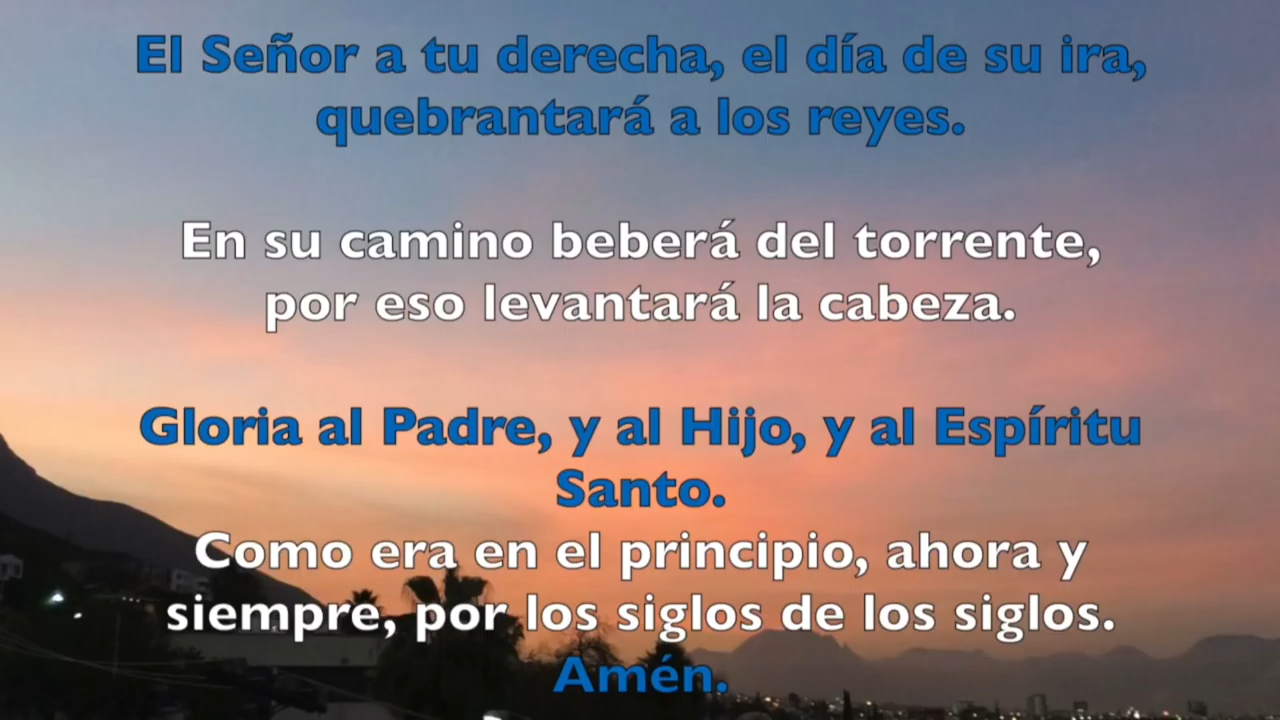 El Señor a tu derecha, el día de su ira,
quebrantará a los reyes.
En su camino beberá del torrente,
por eso levantará la cabeza.
Gloria al Padre, y al Hijo, y al Espíritu
Santo.
Como era en el principio, ahora y
siempre, por los siglos de los siglos.
Amén.